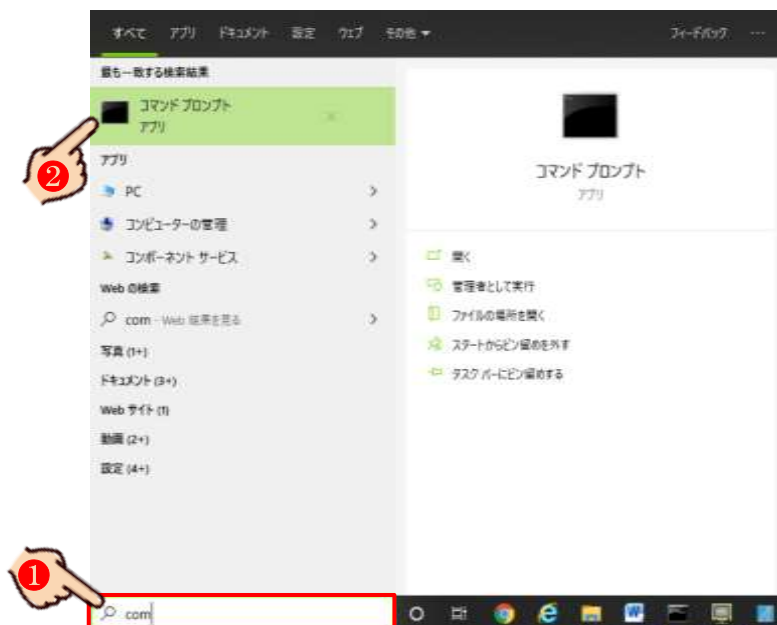 すべて アプリ ドキュメント 設定 ウェブ その他 フィードバック ...
最も一致する検索結果
コマンド プロンプト
アプリ
アプリ
PC
コンピューターの管理
コンポーネント サービス
Web の検索
com - Web 結果を見る
写真 (1+)
ドキュメント (3+)
Web サイト (1)
動画 (2+)
設定 (4+)
コマンド プロンプト
アプリ
開く
管理者として実行
ファイルの場所を開く
スタートからピン留めを外す
タスク バーにピン留めする
2
1
com